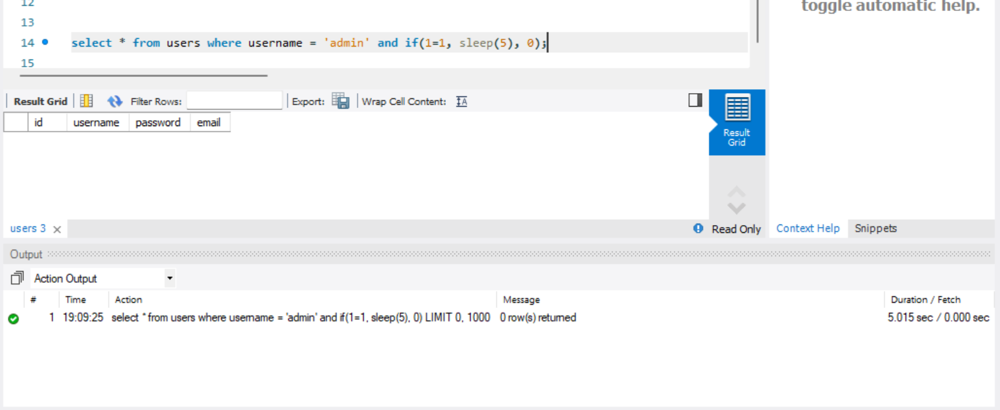 12
toggle automatic help.
13
14 select * from users where username = 'admin' and if(1=1, sleep(5), 0);
15
Result Grid Filter Rows: Export: Wrap Cell Content: IA
id username password email
Result
Grid
users 3 Read Only Context Help Snippets
Output
Action Output
# Time Action Message Duration / Fetch
1 19:09:25 select * from users where username = 'admin' and if(1=1, sleep(5), 0) LIMIT 0, 1000 0 row(s) returned 5.015 sec / 0.000 sec